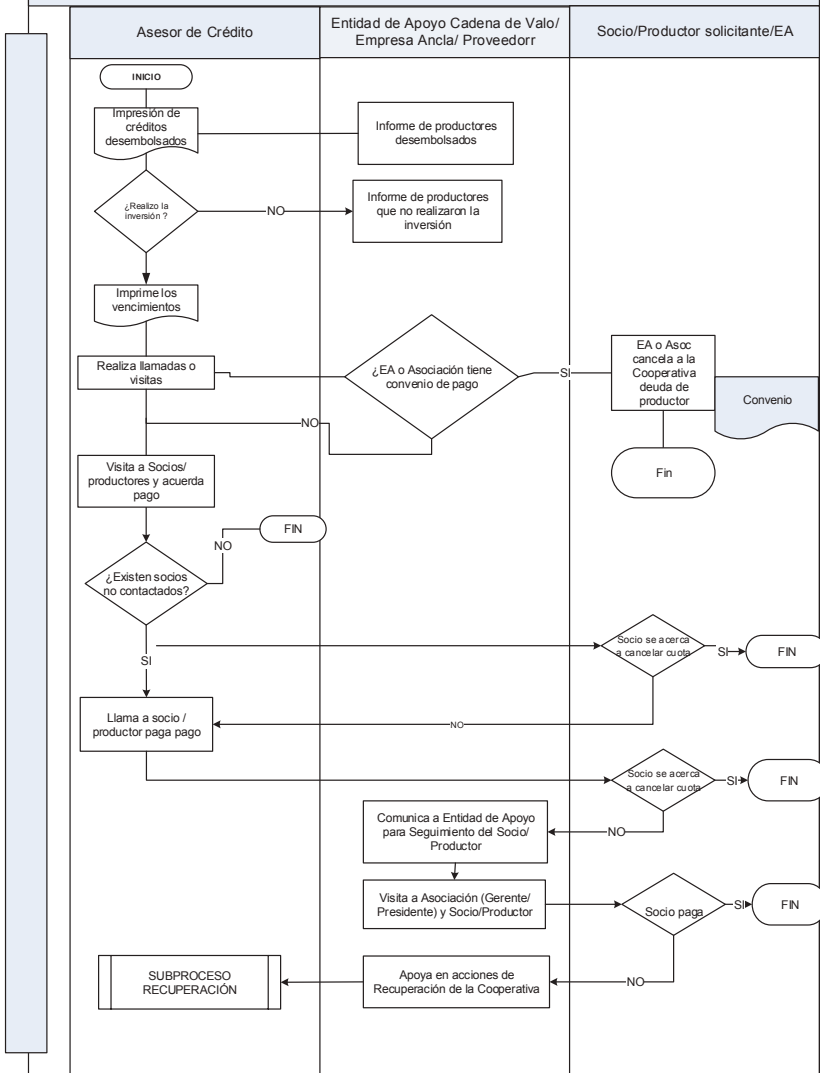 Asesor de Crédito
Entidad de Apoyo Cadena de Valo/
Empresa Ancla/ Proveedorr
Socio/Productor solicitante/EA
INICIO
Impresión de
créditos
desembolsados
Informe de productores
desembolsados
¿Realizo la
inversión ?
NO
Informe de productores
que no realizaron la
inversión
Imprime los
vencimientos
Realiza llamadas o
visitas
¿EA o Asociación tiene
convenio de pago
SI
EA o Asoc
cancela a la
Cooperativa
deuda de
productor
Convenio
NO
Fin
Visita a Socios/
productores y acuerda
pago
FIN
NO
¿Existen socios
no contactados?
SI
Socio se acerca
a cancelar cuota
SI
FIN
Llama a socio /
productor paga pago
NO
Socio se acerca
a cancelar cuota
SI
FIN
Comunica a Entidad de Apoyo
para Seguimiento del Socio/
Productor
NO
Visita a Asociación (Gerente/
Presidente) y Socio/Productor
Socio paga
SI
FIN
SUBPROCESO
RECUPERACIÓN
Apoya en acciones de
Recuperación de la Cooperativa
NO